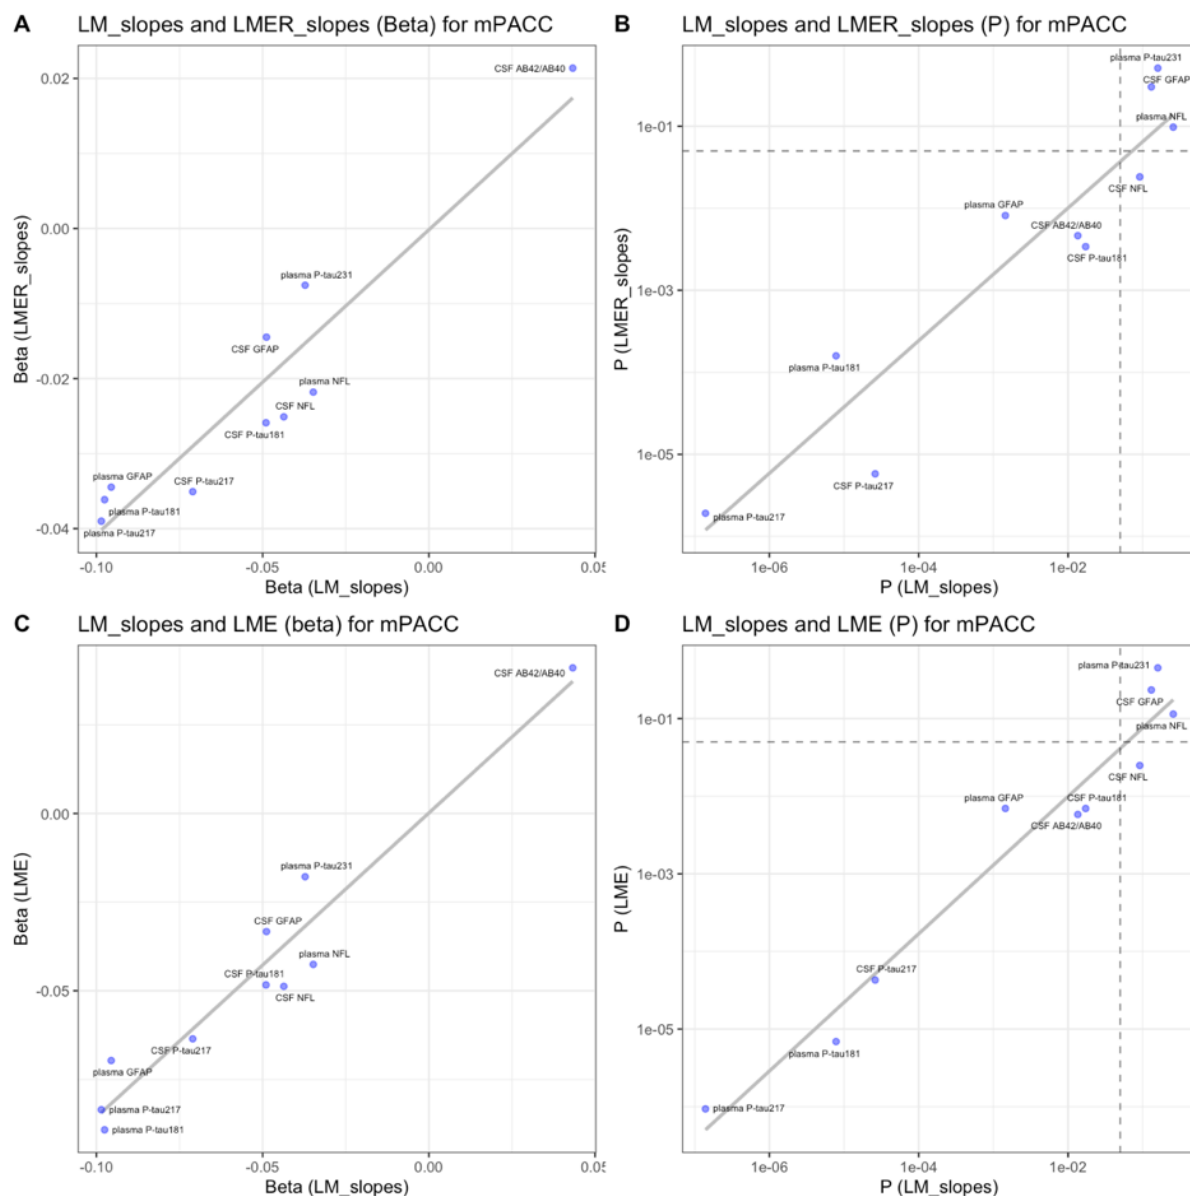 A LM_slopes and LMER_slopes (Beta) for mPACC
CSF AB42/AB40
0.02
0.00
plasma P-tau231
CSF GFAP
-0.02
plasma NFL
CSF NFL
CSF P-tau181
plasma GFAP
CSF P-tau217
plasma P-tau181
-0.04
plasma P-tau217
Beta (LMER_slopes)
-0.10 -0.05 0.00 0.05
Beta (LM_slopes)
B LM_slopes and LMER_slopes (P) for mPACC
plasma P-tau231
CSF GFAP
plasma NFL
1e-01
CSF NFL
plasma GFAP
CSF AB42/AB40
CSF P-tau181
1e-03
plasma P-tau181
1e-05
CSF P-tau217
plasma P-tau217
P (LMER_slopes)
1e-06 1e-04 1e-02
P (LM_slopes)
C LM_slopes and LME (beta) for mPACC
CSF AB42/AB40
0.00
plasma P-tau231
CSF GFAP
plasma NFL
CSF P-tau181
-0.05
CSF NFL
CSF P-tau217
plasma GFAP
plasma P-tau217
plasma P-tau181
Beta (LME)
-0.10 -0.05 0.00 0.05
Beta (LM_slopes)
D LM_slopes and LME (P) for mPACC
plasma P-tau231
CSF GFAP
1e-01
plasma NFL
CSF NFL
plasma GFAP
CSF P-tau181
CSF AB42/AB40
1e-03
CSF P-tau217
1e-05
plasma P-tau181
plasma P-tau217
P (LME)
1e-06 1e-04 1e-02
P (LM_slopes)